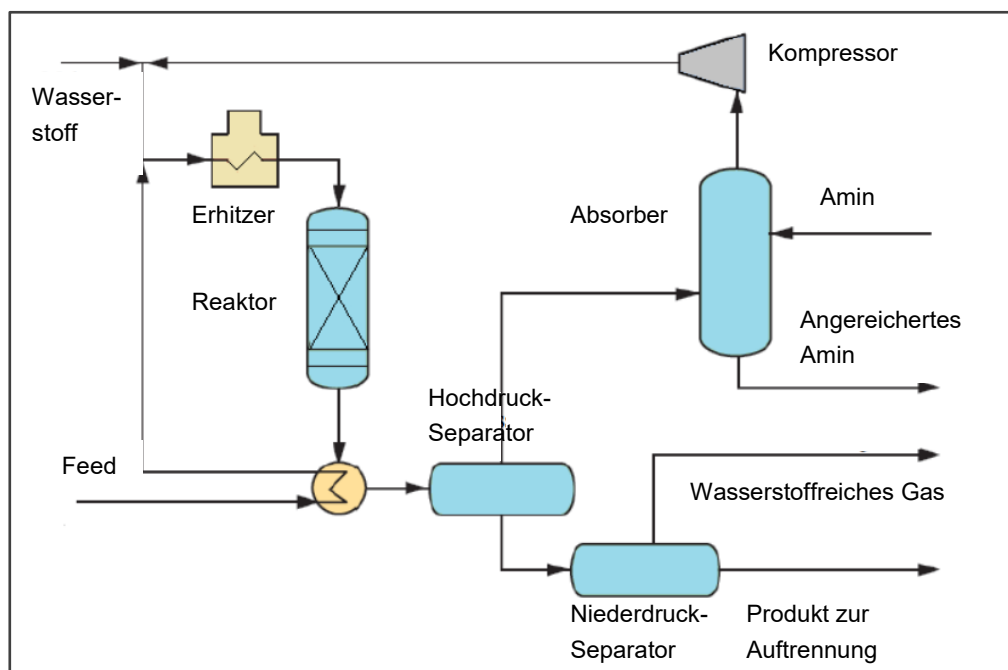 Kompressor
Wasser-
stoff
Erhitzer
Absorber
Amin
Reaktor
Angereichertes
Amin
Hochdruck-
Separator
Feed
Wasserstoffreiches Gas
Niederdruck-
Separator
Produkt zur
Auftrennung